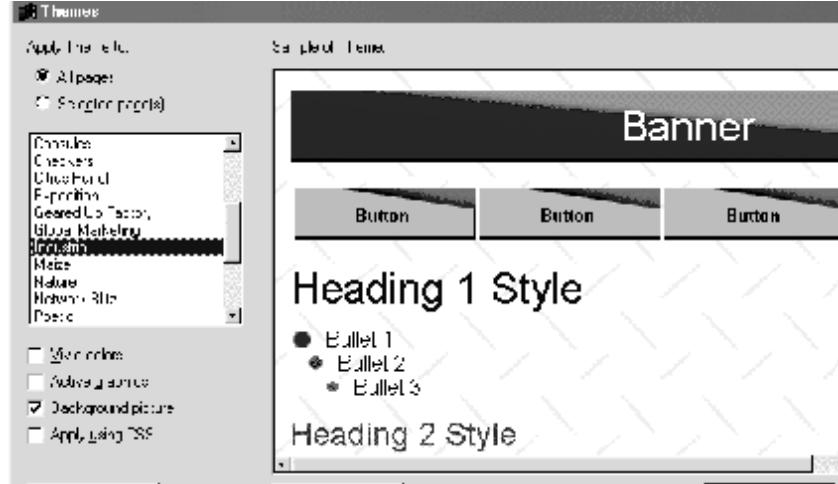 Themes
Apply Theme to:
Sample of Theme:
All pages
Selected page(s)
Capsules
Checkers
Citrus Punch
Expedition
Geared Up Factory
Global Marketing
Industrial
Maize
Nature
Network Blitz
Poetic
Vivid colors
Active graphics
Background picture
Apply using CSS
Banner
Button Button Button
Heading 1 Style
Bullet 1
Bullet 2
Bullet 3
Heading 2 Style